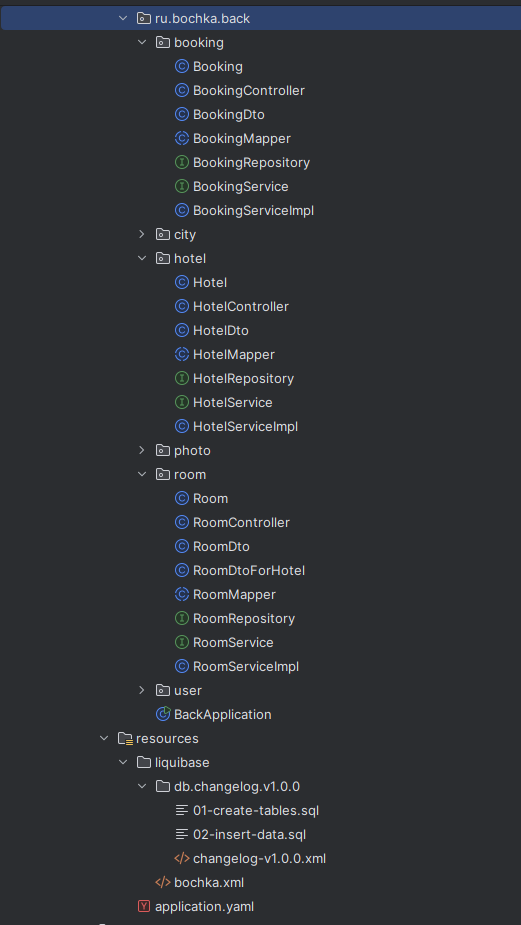 ru.bochka.back
booking
Booking
BookingController
BookingDto
BookingMapper
BookingRepository
BookingService
BookingServiceImpl
city
hotel
Hotel
HotelController
HotelDto
HotelMapper
HotelRepository
HotelService
HotelServiceImpl
photo
room
Room
RoomController
RoomDto
RoomDtoForHotel
RoomMapper
RoomRepository
RoomService
RoomServiceImpl
user
BackApplication
resources
liquibase
db.changelog.v1.0.0
01-create-tables.sql
02-insert-data.sql
changelog-v1.0.0.xml
bochka.xml
application.yaml